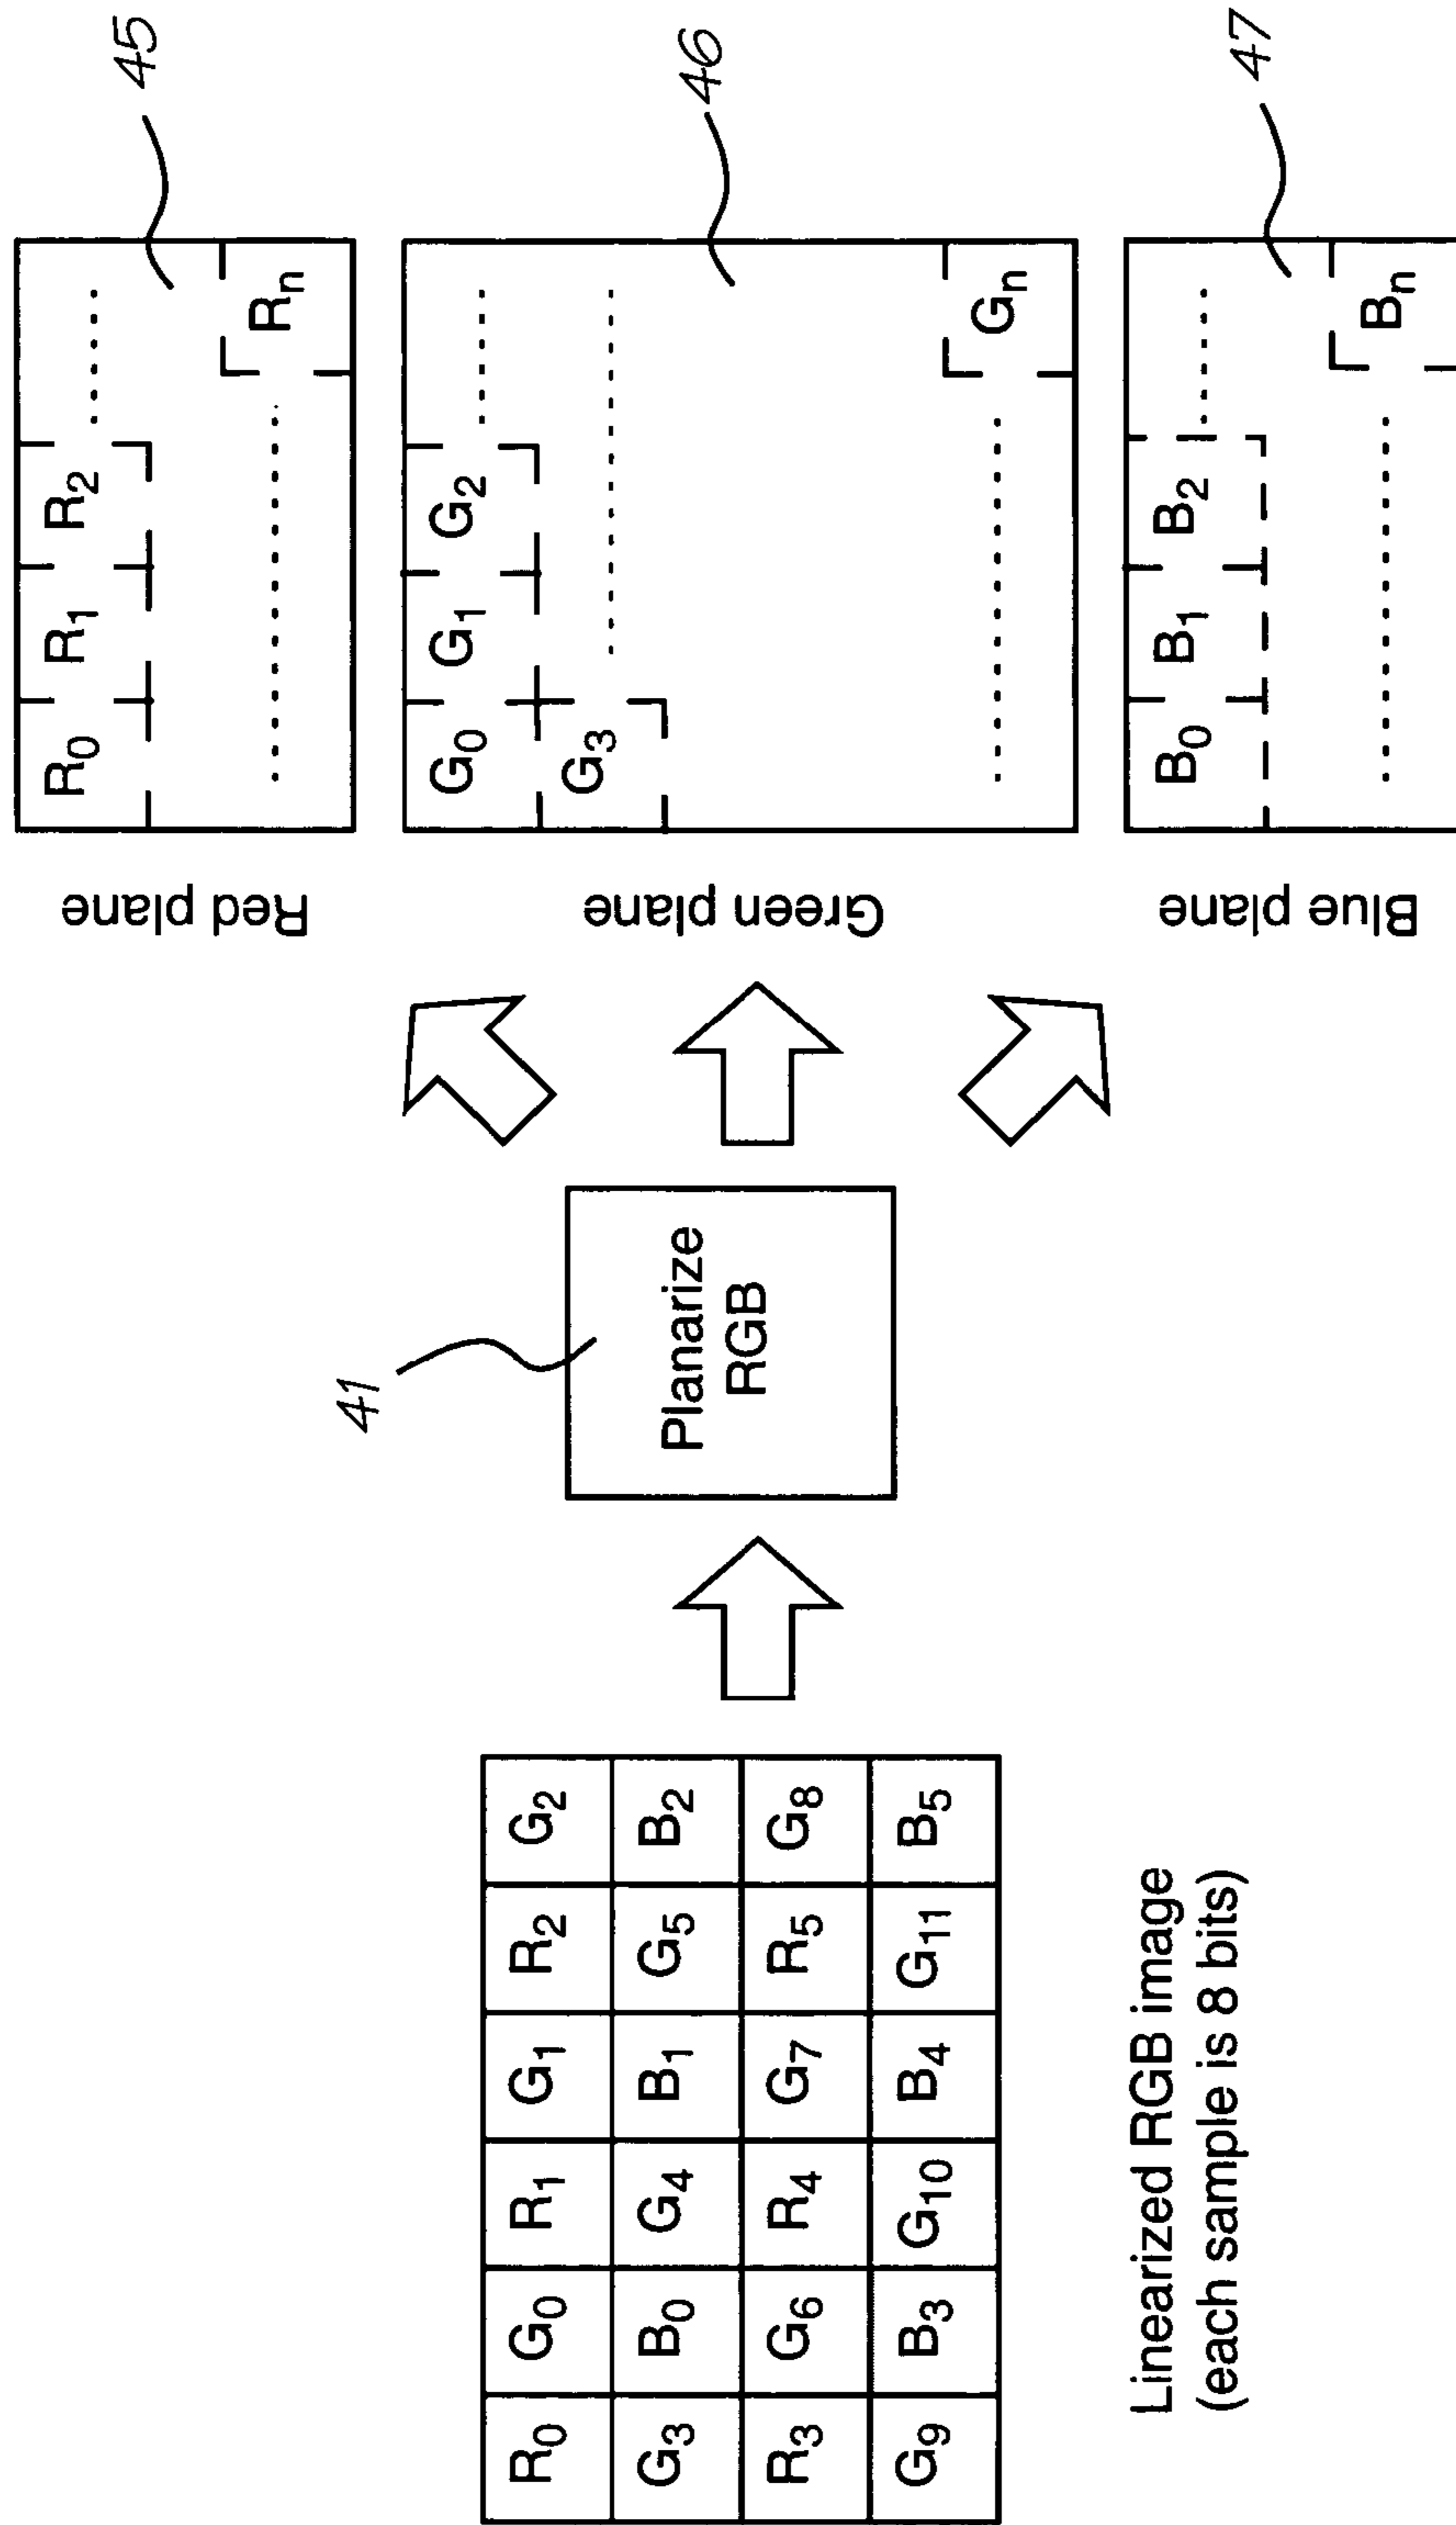 R0 G0 R1 G1 R2 G2
G3 B0 G4 B1 G5 B2
R3 G6 R4 G7 R5 G8
G9 B3 G10 B4 G11 B5
Linearized RGB image
(each sample is 8 bits)
41
Planarize
RGB
Red plane
R0 R1 R2
Rn
45
Green plane
G0 G1 G2
G3
Gn
46
Blue plane
B0 B1 B2
Bn
47